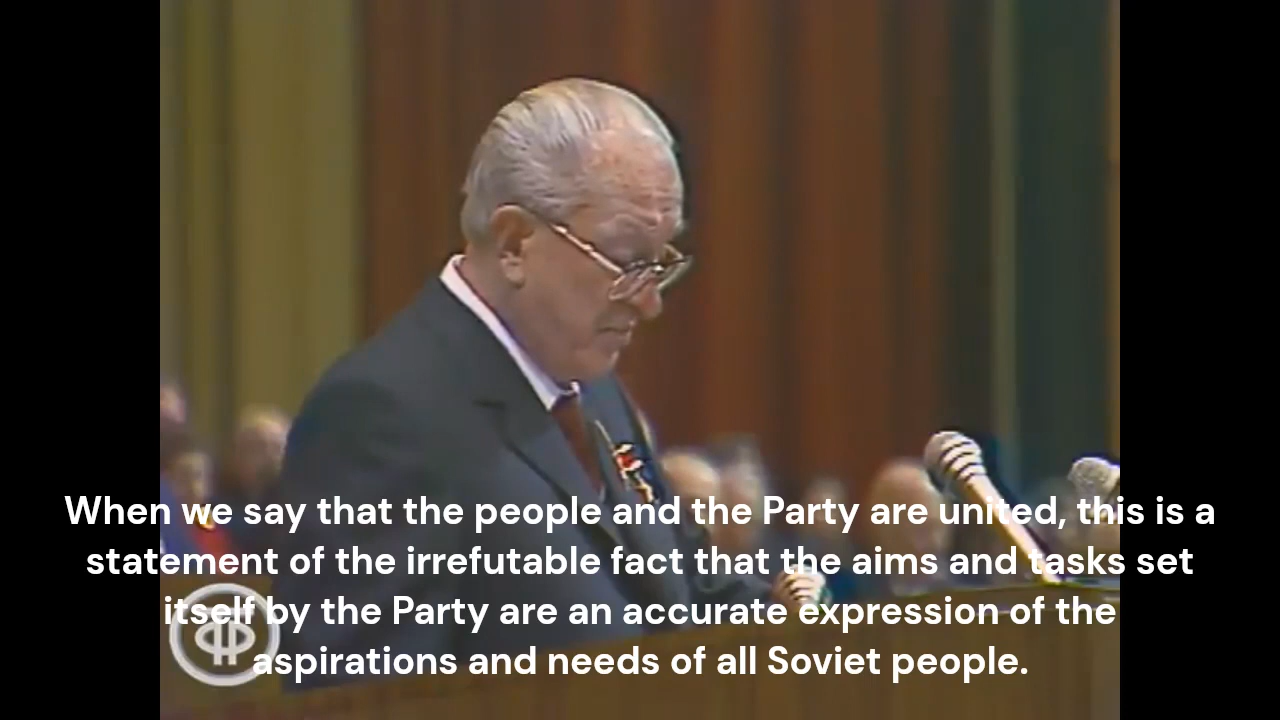 When we say that the people and the Party are united, this is a
statement of the irrefutable fact that the aims and tasks set
itself by the Party are an accurate expression of the
aspirations and needs of all Soviet people.